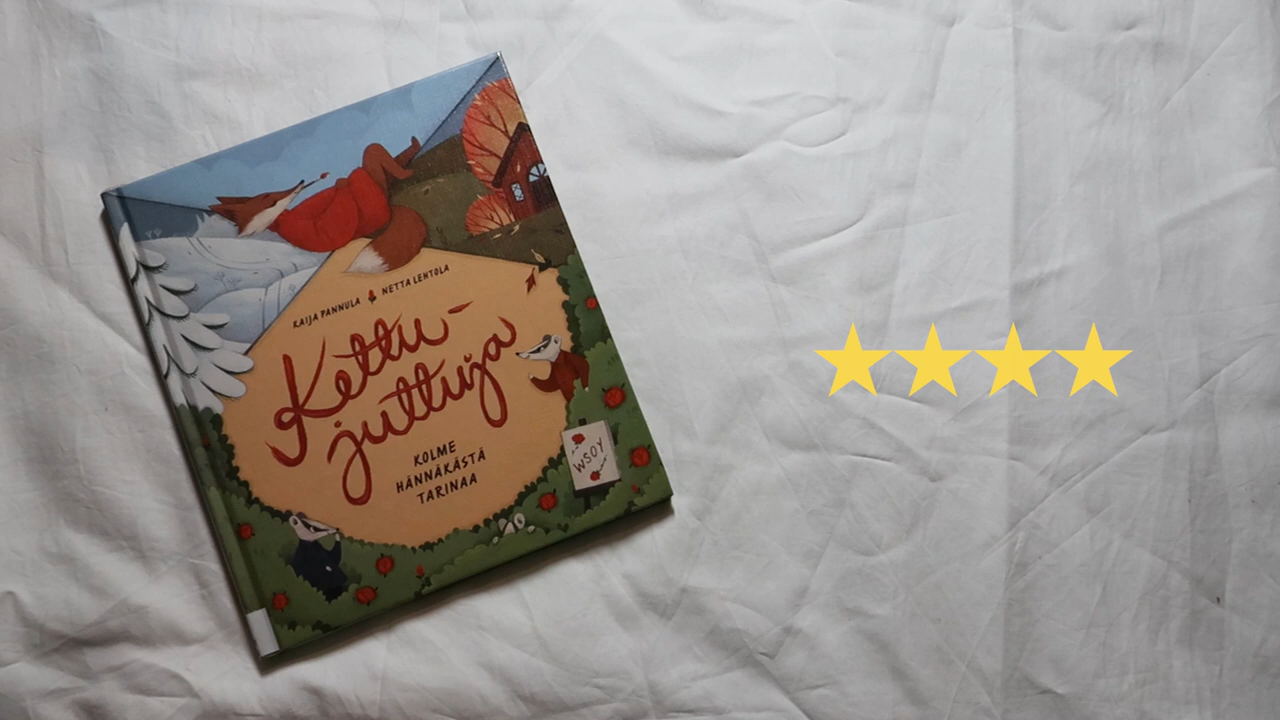 KAIJA PANNULA NETTA LEHTOLA
Kettu-
juttuja
KOLME
HÄNNÄKÄSTÄ
TARINAA
WSOY